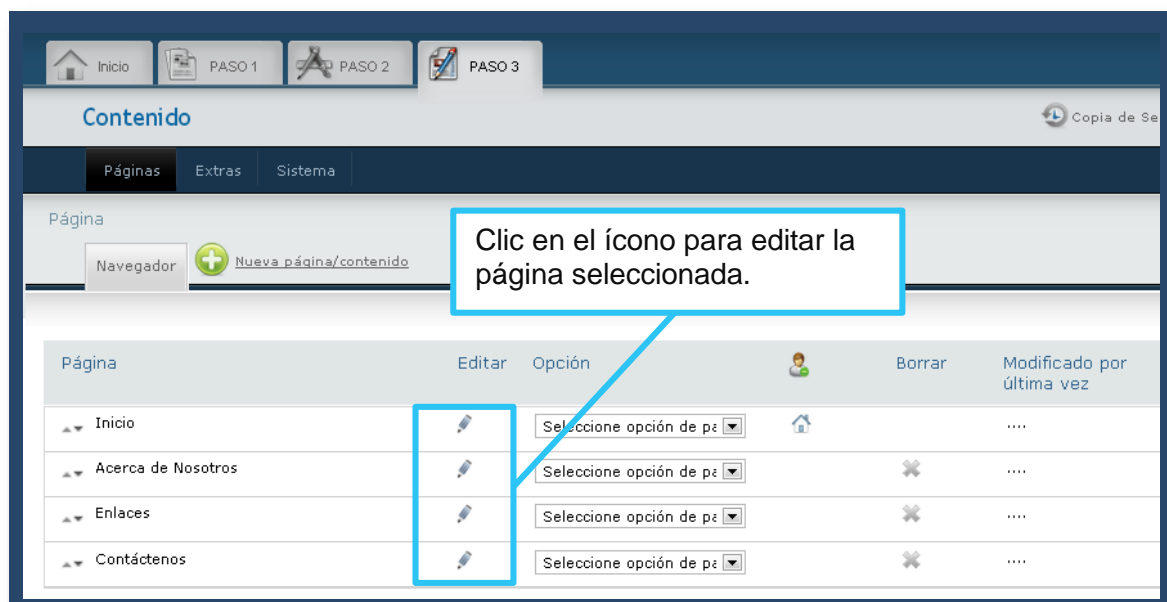 Inicio PASO 1 PASO 2 PASO 3
Contenido Copia de Se
Páginas Extras Sistema
Página
Navegador Nueva página/contenido
Clic en el ícono para editar la
página seleccionada.
Página Editar Opción Borrar Modificado por
última vez
Inicio Seleccione opción de pa ....
Acerca de Nosotros Seleccione opción de pa ....
Enlaces Seleccione opción de pa ....
Contáctenos Seleccione opción de pa ....